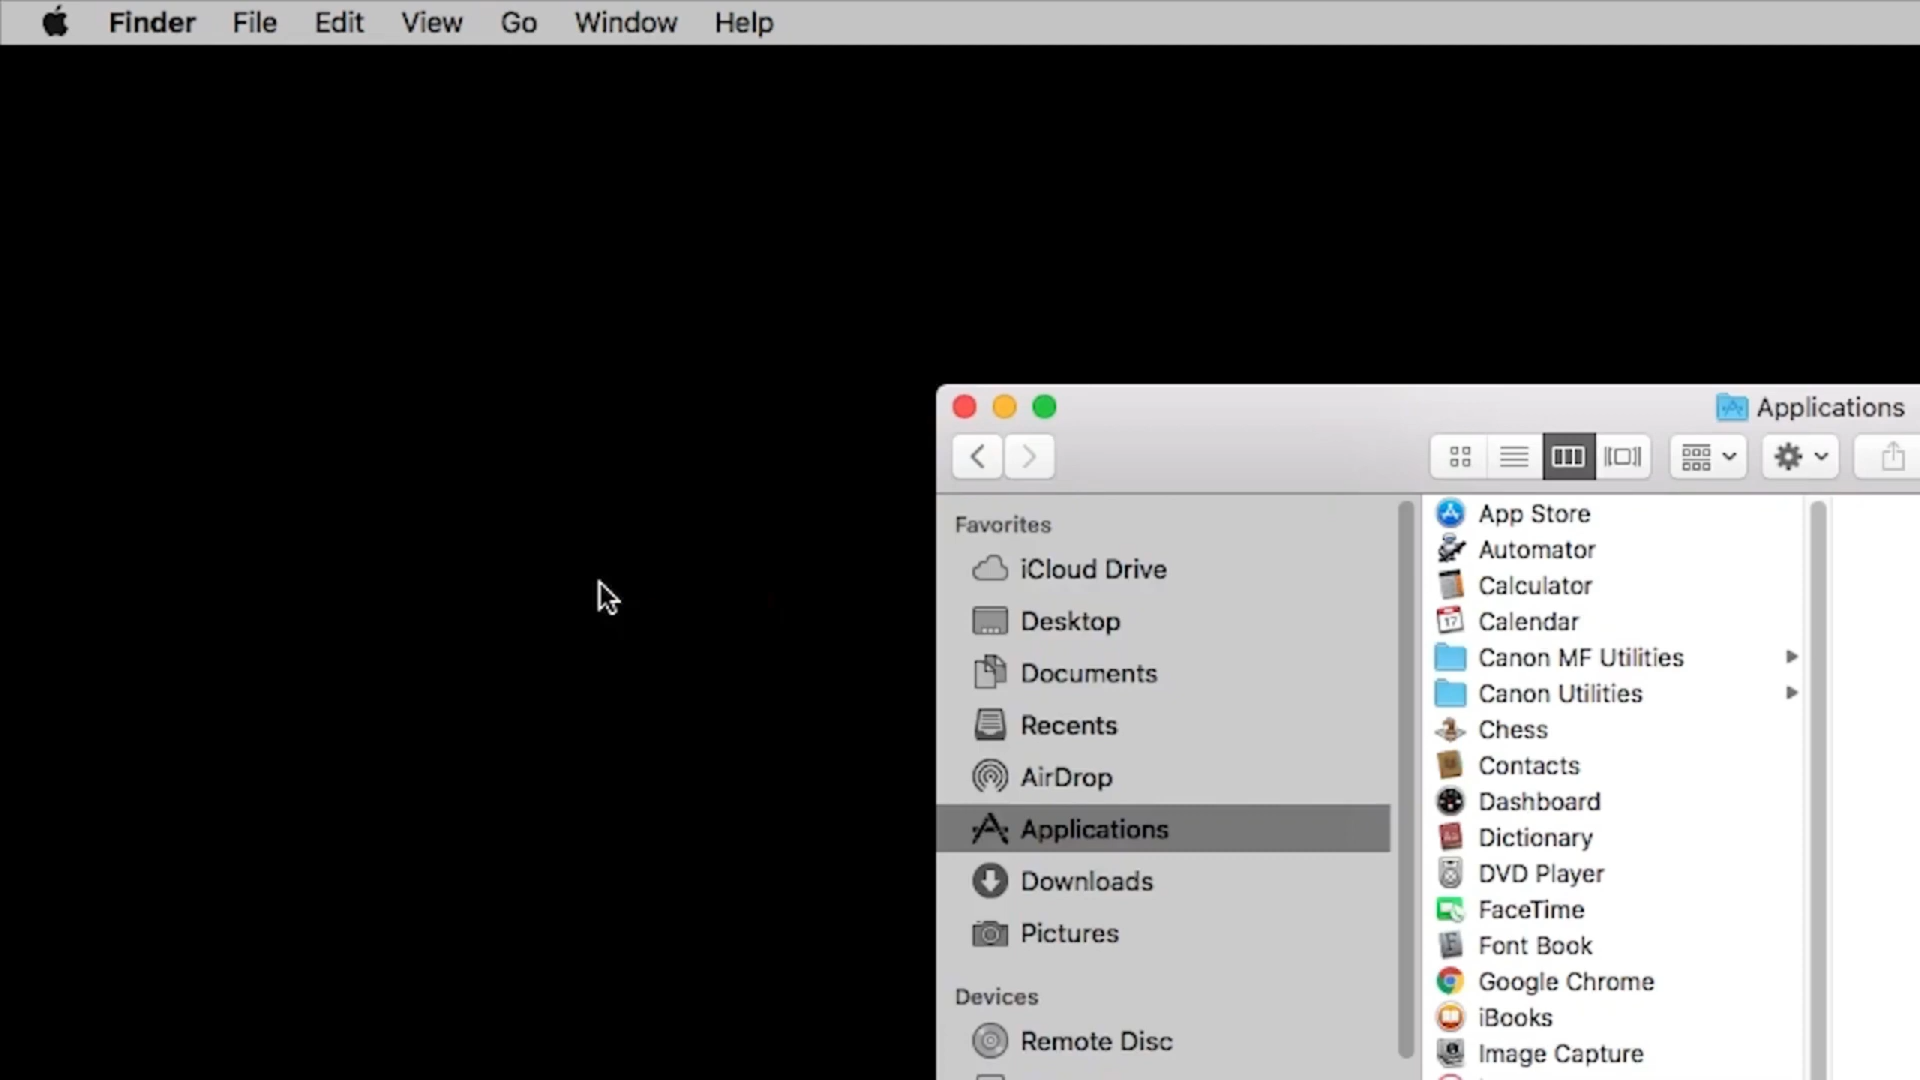 Finder File Edit View Go Window Help
Applications
Favorites
iCloud Drive
Desktop
Documents
Recents
AirDrop
Applications
Downloads
Pictures
Devices
Remote Disc
App Store
Automator
Calculator
17
Calendar
Canon MF Utilities
Canon Utilities
Chess
Contacts
Dashboard
Dictionary
DVD Player
FaceTime
Font Book
Google Chrome
iBooks
Image Capture